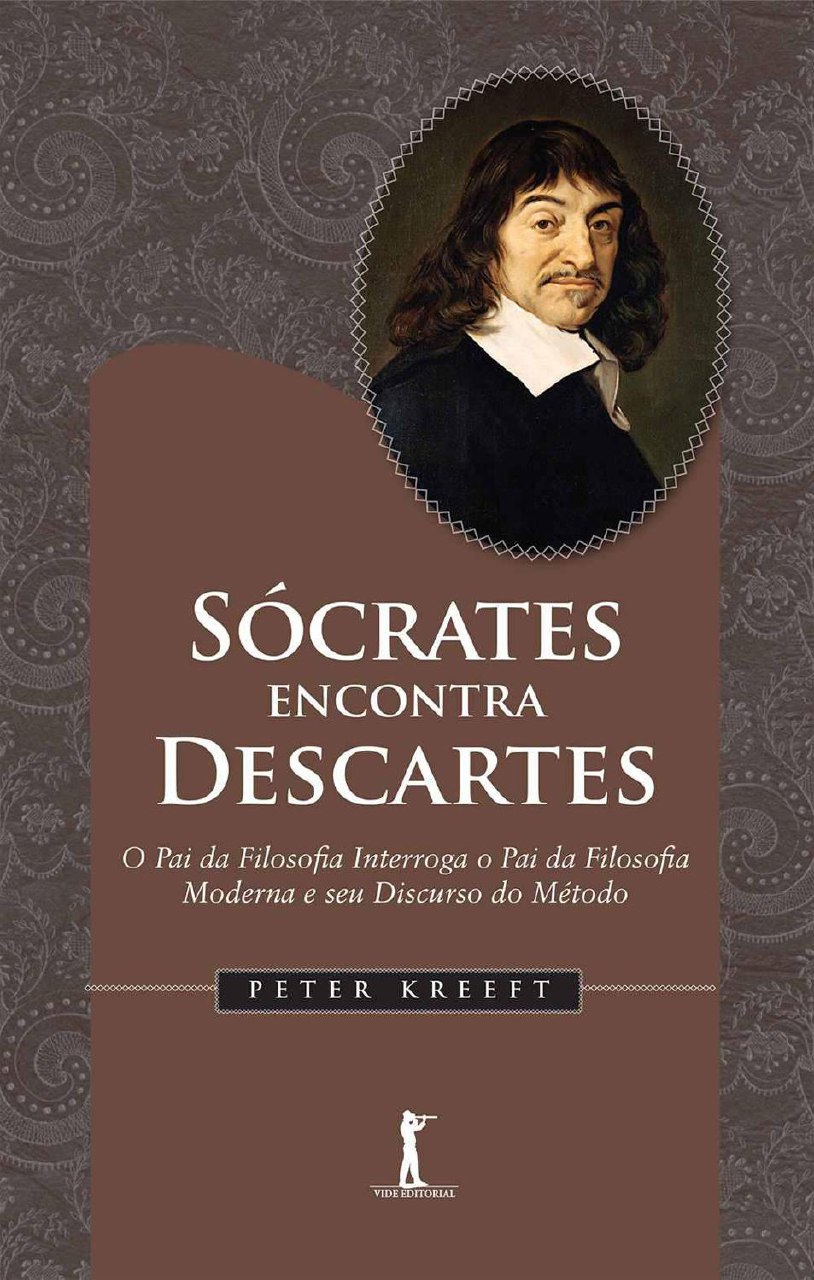 SÓCRATES
ENCONTRA
DESCARTES
O Pai da Filosofia Interroga o Pai da Filosofia
Moderna e seu Discurso do Método
PETER KREEFT
VIDE EDITORIAL